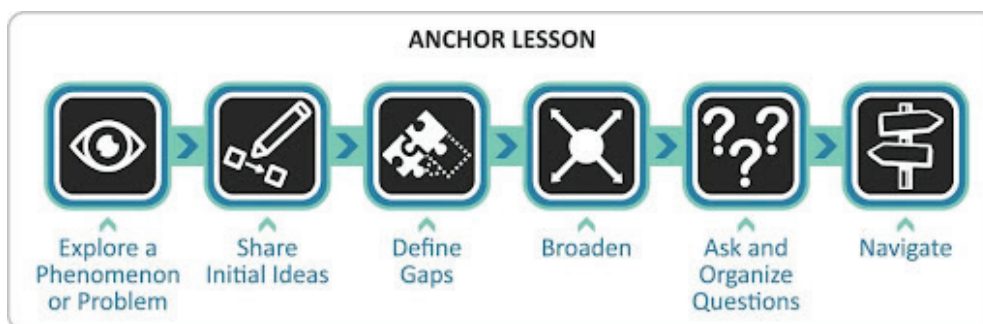 ANCHOR LESSON
Explore a
Phenomenon
or Problem
Share
Initial Ideas
Define
Gaps
Broaden
Ask and
Organize
Questions
Navigate